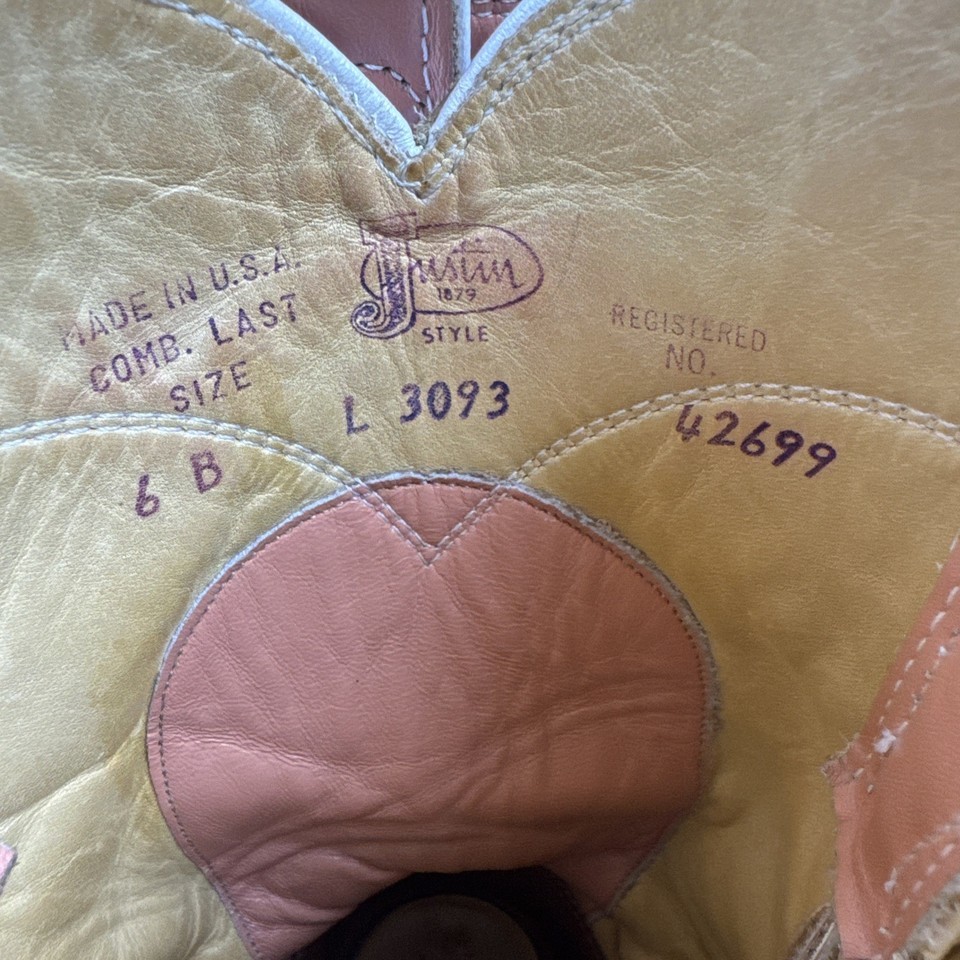 MADE IN U.S.A.
COMB. LAST
SIZE
6 B
Justin
1879
STYLE
L 3093
REGISTERED
NO.
42699